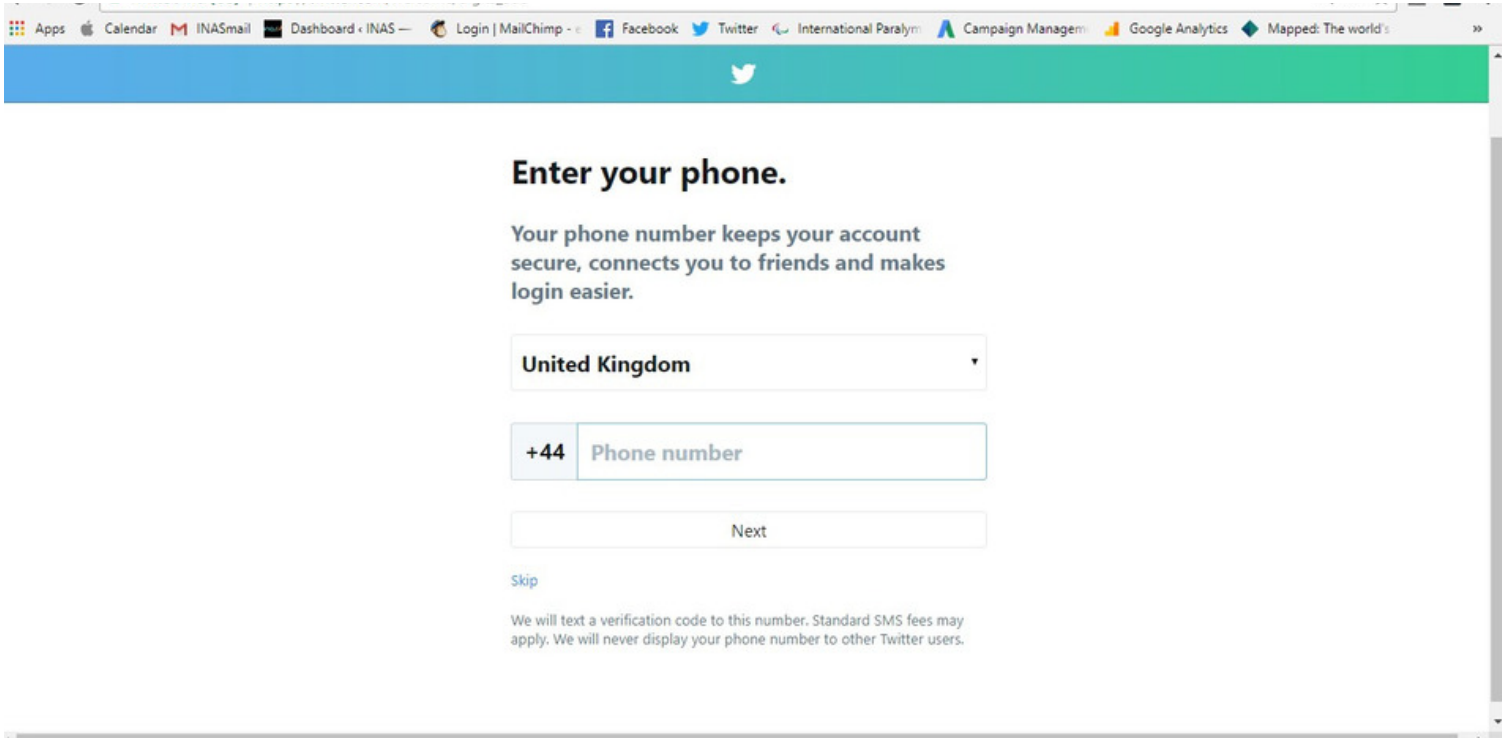 Apps Calendar INASmail Dashboard ‹ INAS — Login | MailChimp - e Facebook Twitter International Paralym Campaign Managem Google Analytics Mapped: The world's »
Enter your phone.
Your phone number keeps your account
secure, connects you to friends and makes
login easier.
United Kingdom
+44 Phone number
Next
Skip
We will text a verification code to this number. Standard SMS fees may
apply. We will never display your phone number to other Twitter users.